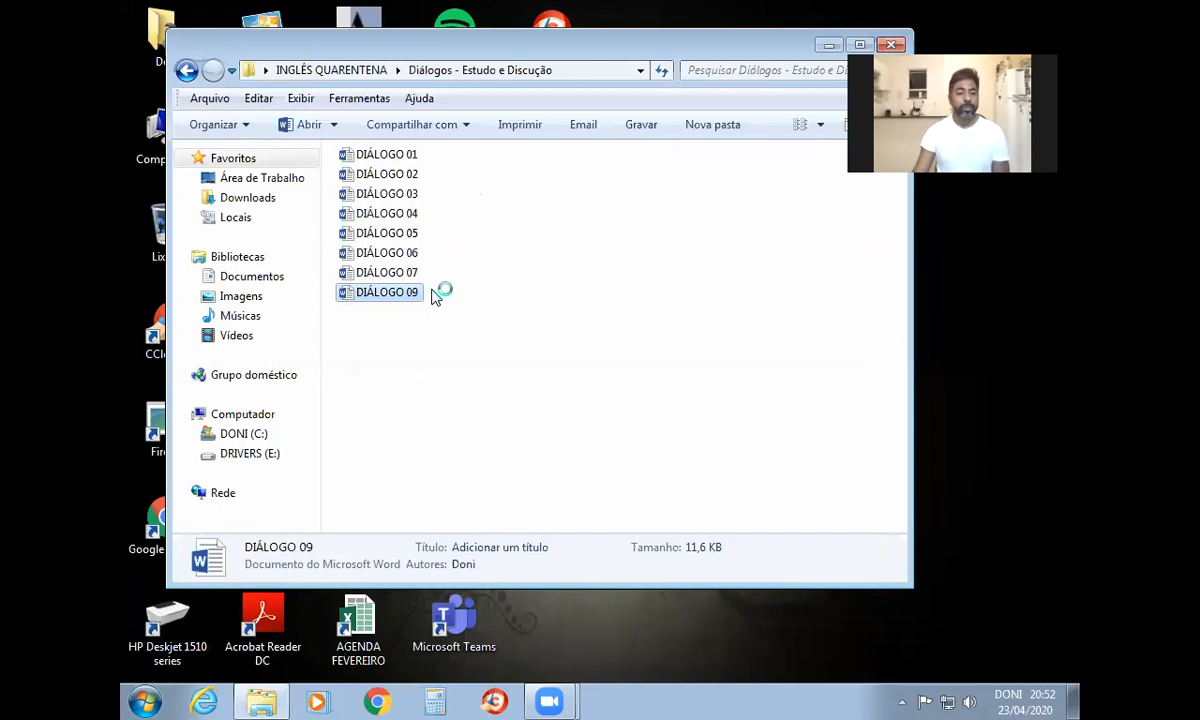 INGLÊS QUARENTENA
Diálogos - Estudo e Discução
Pesquisar Diálogos - Estudo e
Arquivo
Editar
Exibir
Ferramentas
Ajuda
Organizar
Abrir
Compartilhar com
Imprimir
Email
Gravar
Nova pasta
Favoritos
Área de Trabalho
Downloads
Locais
Bibliotecas
Documentos
Imagens
Músicas
Vídeos
Grupo doméstico
Computador
DONI (C:)
DRIVERS (E:)
Rede
DIÁLOGO 01
DIÁLOGO 02
DIÁLOGO 03
DIÁLOGO 04
DIÁLOGO 05
DIÁLOGO 06
DIÁLOGO 07
DIÁLOGO 09
DIÁLOGO 09
Título: Adicionar um título
Tamanho: 11,6 KB
Documento do Microsoft Word
Autores: Doni
Comp
Lix
CCle
Fire
Google
HP Deskjet 1510
series
Acrobat Reader
DC
AGENDA
FEVEREIRO
Microsoft Teams
DONI 20:52
23/04/2020